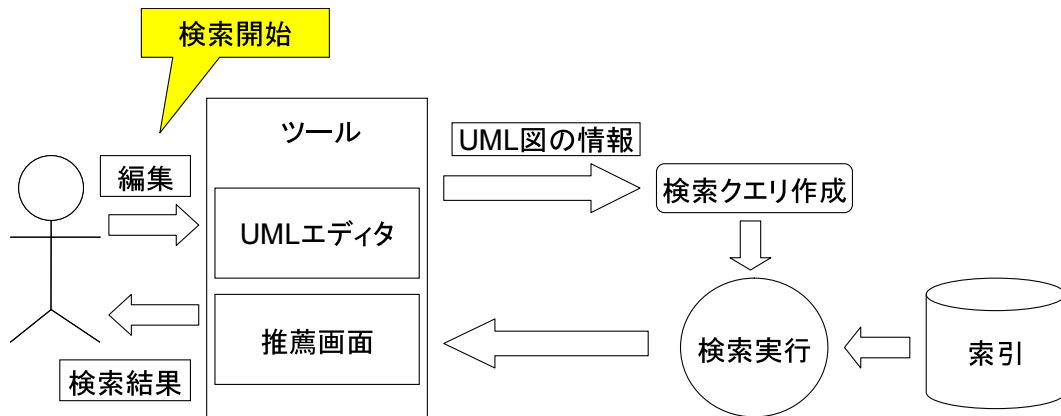 検索開始
ツール
UML図の情報
編集
検索クエリ作成
UMLエディタ
推薦画面
検索実行
索引
検索結果